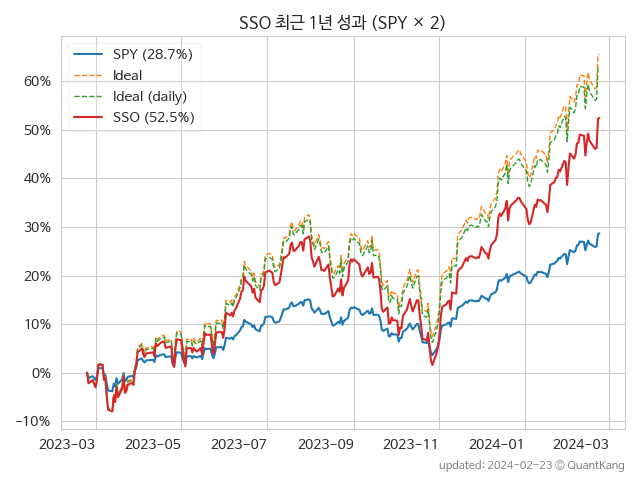 SSO 최근 1년 성과 (SPY × 2)
SPY (28.7%)
Ideal
Ideal (daily)
SSO (52.5%)
60%
50%
40%
30%
20%
10%
0%
−10%
2023−03 2023−05 2023−07 2023−09 2023−11 2024−01 2024−03
updated: 2024−02−23 © QuantKang